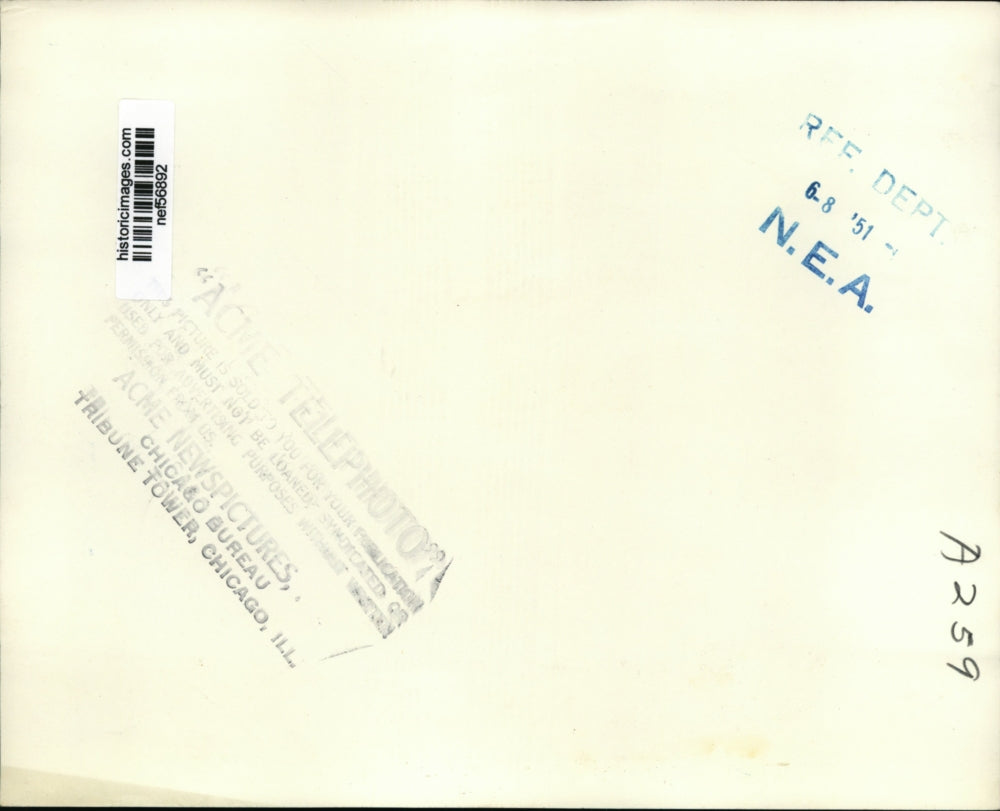 historicimages.com
nef56892
REF. DEPT.
6-8 '51
N.E.A.
"ACME TELEPHOTO"
PICTURE IS SOLD TO YOU FOR YOUR PUBLICATION
ONLY AND MUST NOT BE LOANED, SYNDICATED OR
USED FOR ADVERTISING PURPOSES WITHOUT WRITTEN
PERMISSION FROM US.
ACME NEWSPICTURES,
CHICAGO BUREAU
TRIBUNE TOWER, CHICAGO, ILL.
A259